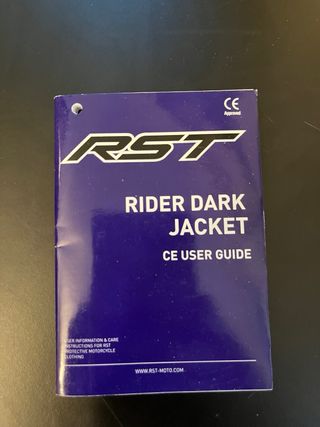 CE
Approved
RST
RIDER DARK
JACKET
CE USER GUIDE
USER INFORMATION & CARE
INSTRUCTIONS FOR RST
PROTECTIVE MOTORCYCLE
CLOTHING
WWW.RST-MOTO.COM